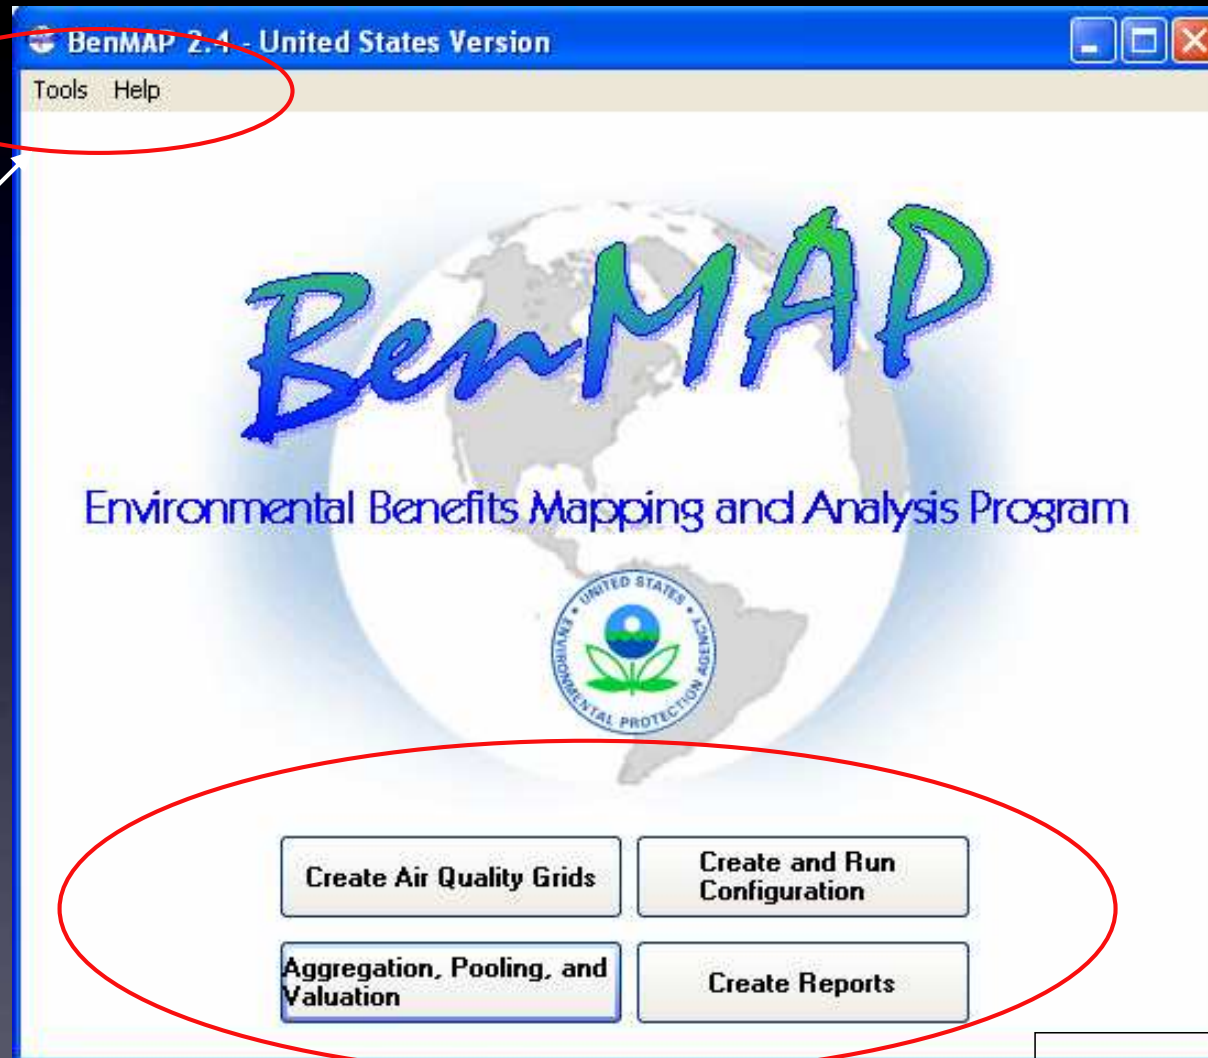 BenMAP 2.4 - United States Version
Tools Help
BenMAP
Environmental Benefits Mapping and Analysis Program
UNITED STATES
ENVIRONMENTAL PROTECTION AGENCY
Create Air Quality Grids
Create and Run
Configuration
Aggregation, Pooling, and
Valuation
Create Reports